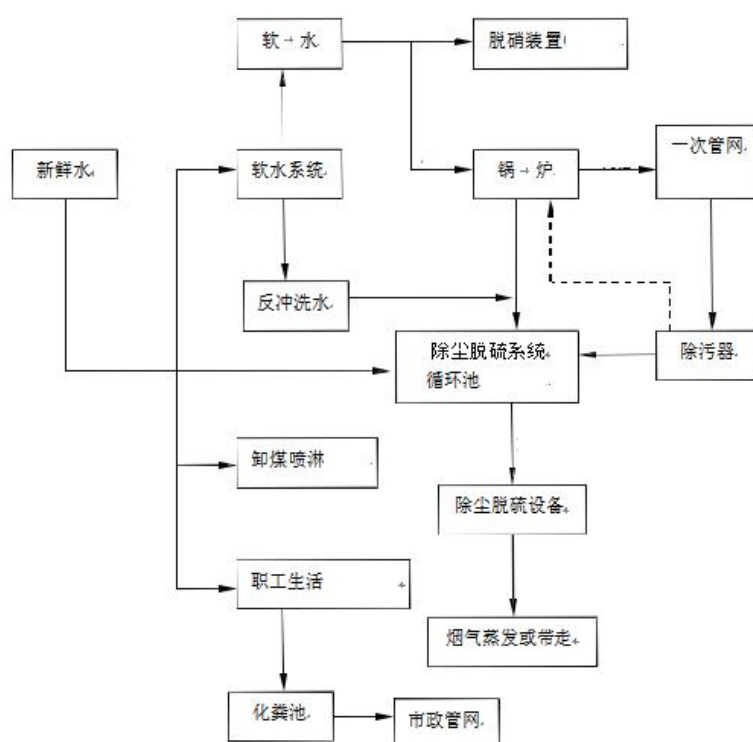 软→水
脱硝装置
新鲜水
软水系统
锅→炉
一次管网
反冲洗水
除尘脱硫系统
循环池
除污器
卸煤喷淋
除尘脱硫设备
职工生活
烟气蒸发或带走
化粪池
市政管网